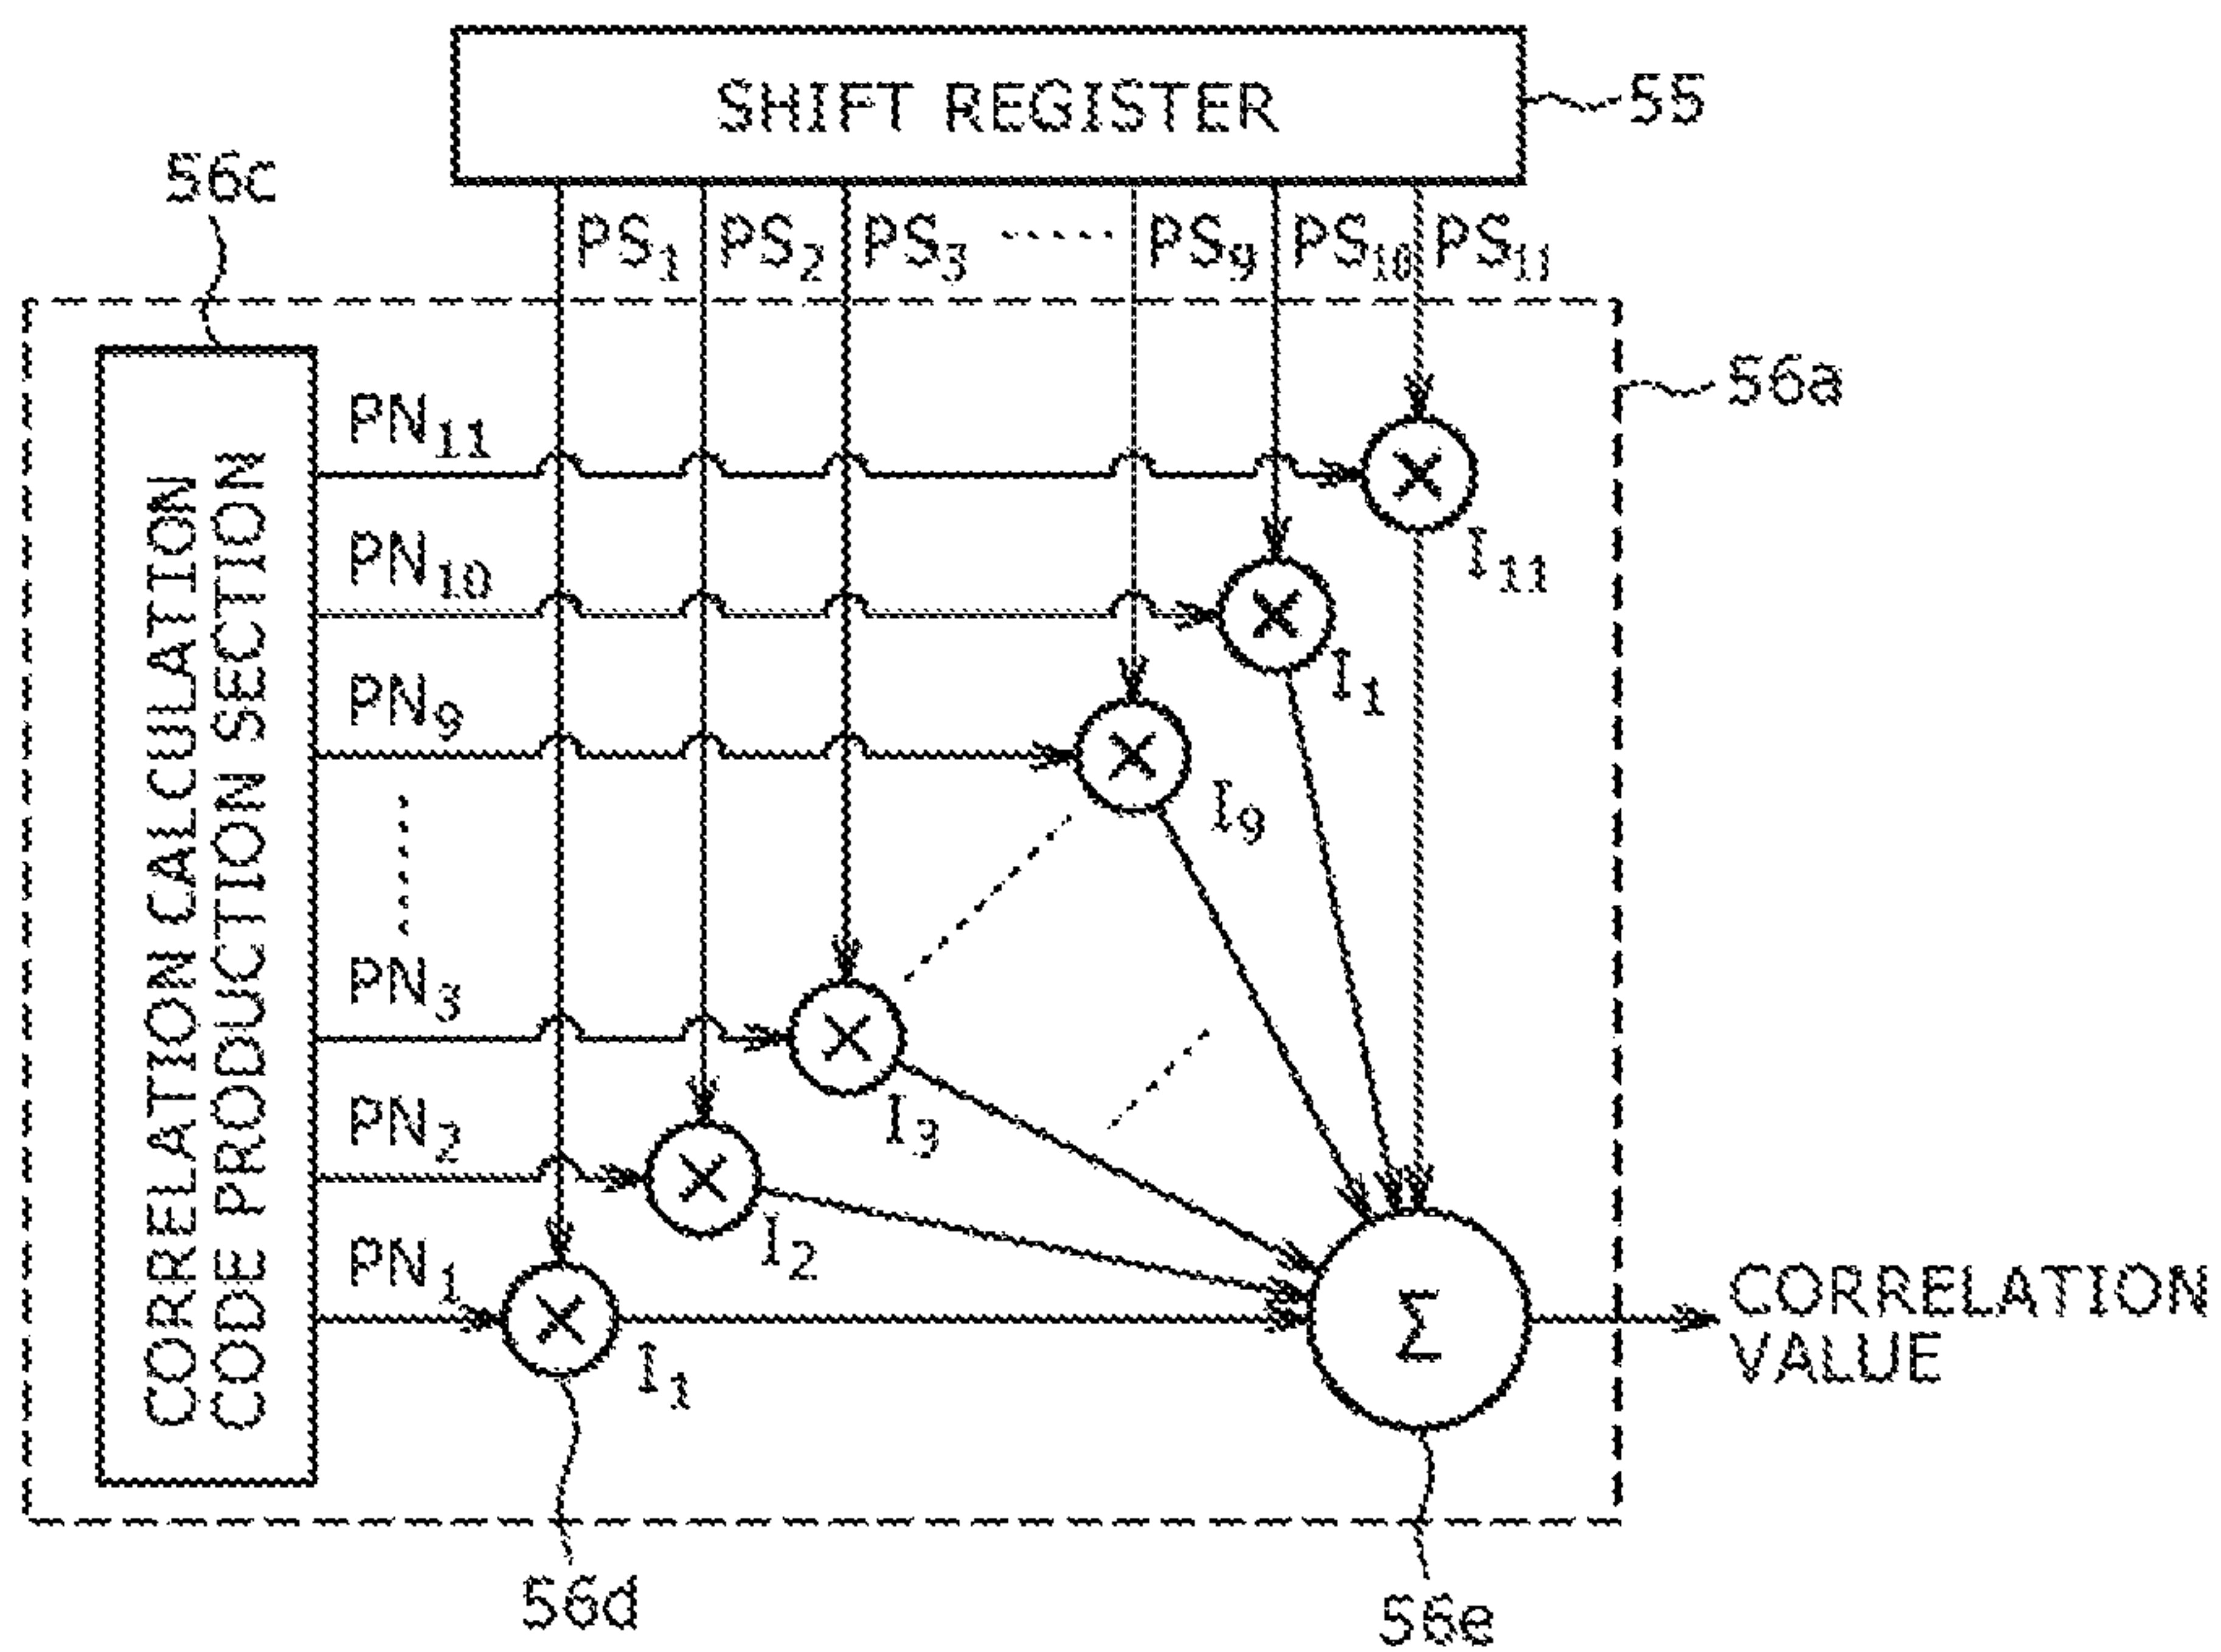 SHIFT REGISTER
55
56c
PS₁ PS₂ PS₃ ····· PS₉ PS₁₀ PS₁₁
56a
CORRELATION CALCULATION
CODE PRODUCTION SECTION
PN₁₁
I₁₁
PN₁₀
I₁
PN₉
I₉
PN₃
I₃
PN₂
I₂
PN₁
I₁
Σ
CORRELATION
VALUE
56d
56e